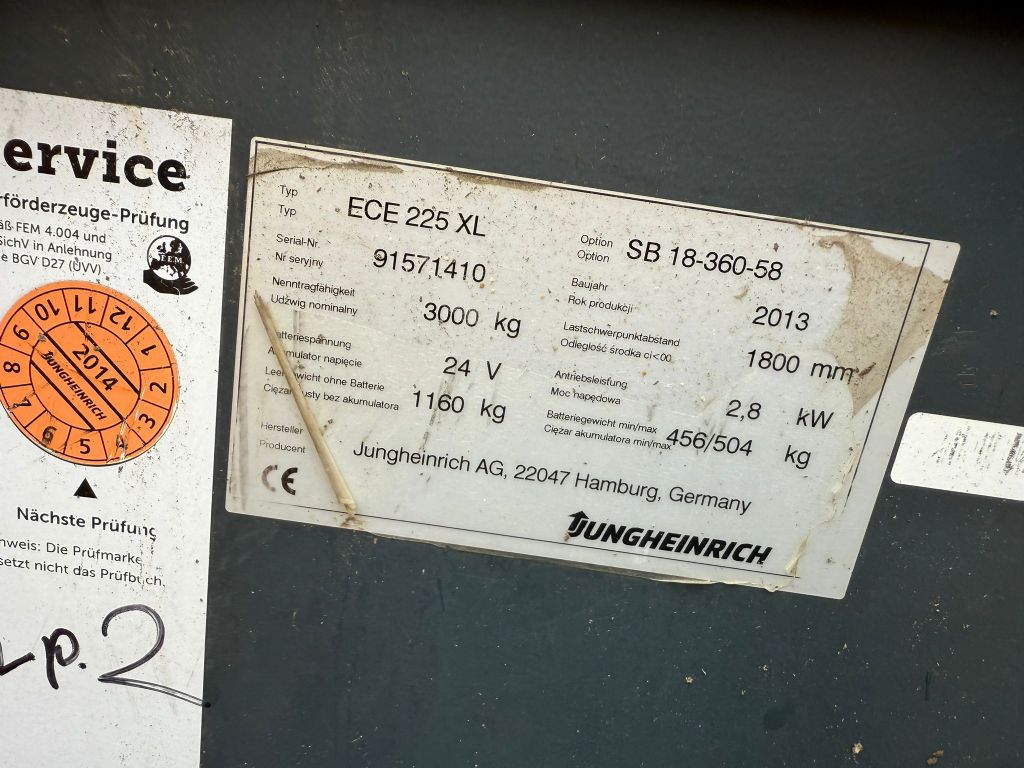 ervice
rförderzeuge-Prüfung
äß FEM 4.004 und
SichV in Anlehnung
e BGV D27 (UVV)
F.E.M.
10 11 12 1 2 3 4 5 6 7 8 9
2014
JUNGHEINRICH
Nächste Prüfung
nweis: Die Prüfmarke
setzt nicht das Prüfbuch.
p. 2
Typ
Typ
ECE 225 XL
Option
Option
SB 18-360-58
Serial-Nr.
Nr seryjny
91571410
Baujahr
Rok produkcji
2013
Nenntragfähigkeit
Udźwig nominalny
3000 kg
Lastschwerpunktabstand
Odległość środka ci<00
1800 mm
Batteriespannung
Akumulator napięcie
24 V
Antriebsleistung
Moc napędowa
2,8 kW
Leergewicht ohne Batterie
Ciężar pusty bez akumulatora
1160 kg
Batteriegewicht min/max
Ciężar akumulatora min/max
456/504 kg
Hersteller
Producent
Jungheinrich AG, 22047 Hamburg, Germany
CE
JUNGHEINRICH